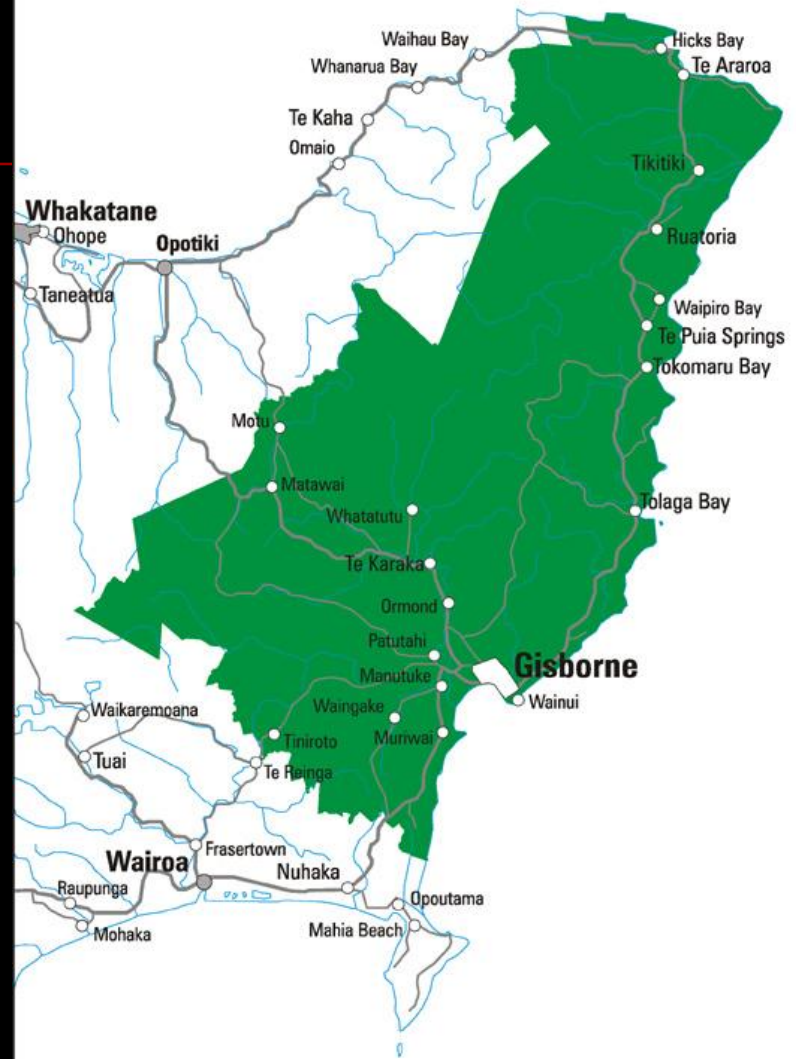 Waihau Bay
Hicks Bay
Whanarua Bay
Te Araroa
Te Kaha
Omaio
Tikitiki
Whakatane
Ohope
Opotiki
Ruatoria
Taneatua
Waipiro Bay
Te Puia Springs
Tokomaru Bay
Motu
Matawai
Whatatutu
Tolaga Bay
Te Karaka
Ormond
Patutahi
Gisborne
Manutuke
Wainui
Waingake
Waikaremoana
Tiniroto
Muriwai
Tuai
Te Reinga
Frasertown
Wairoa
Nuhaka
Raupunga
Opoutama
Mohaka
Mahia Beach